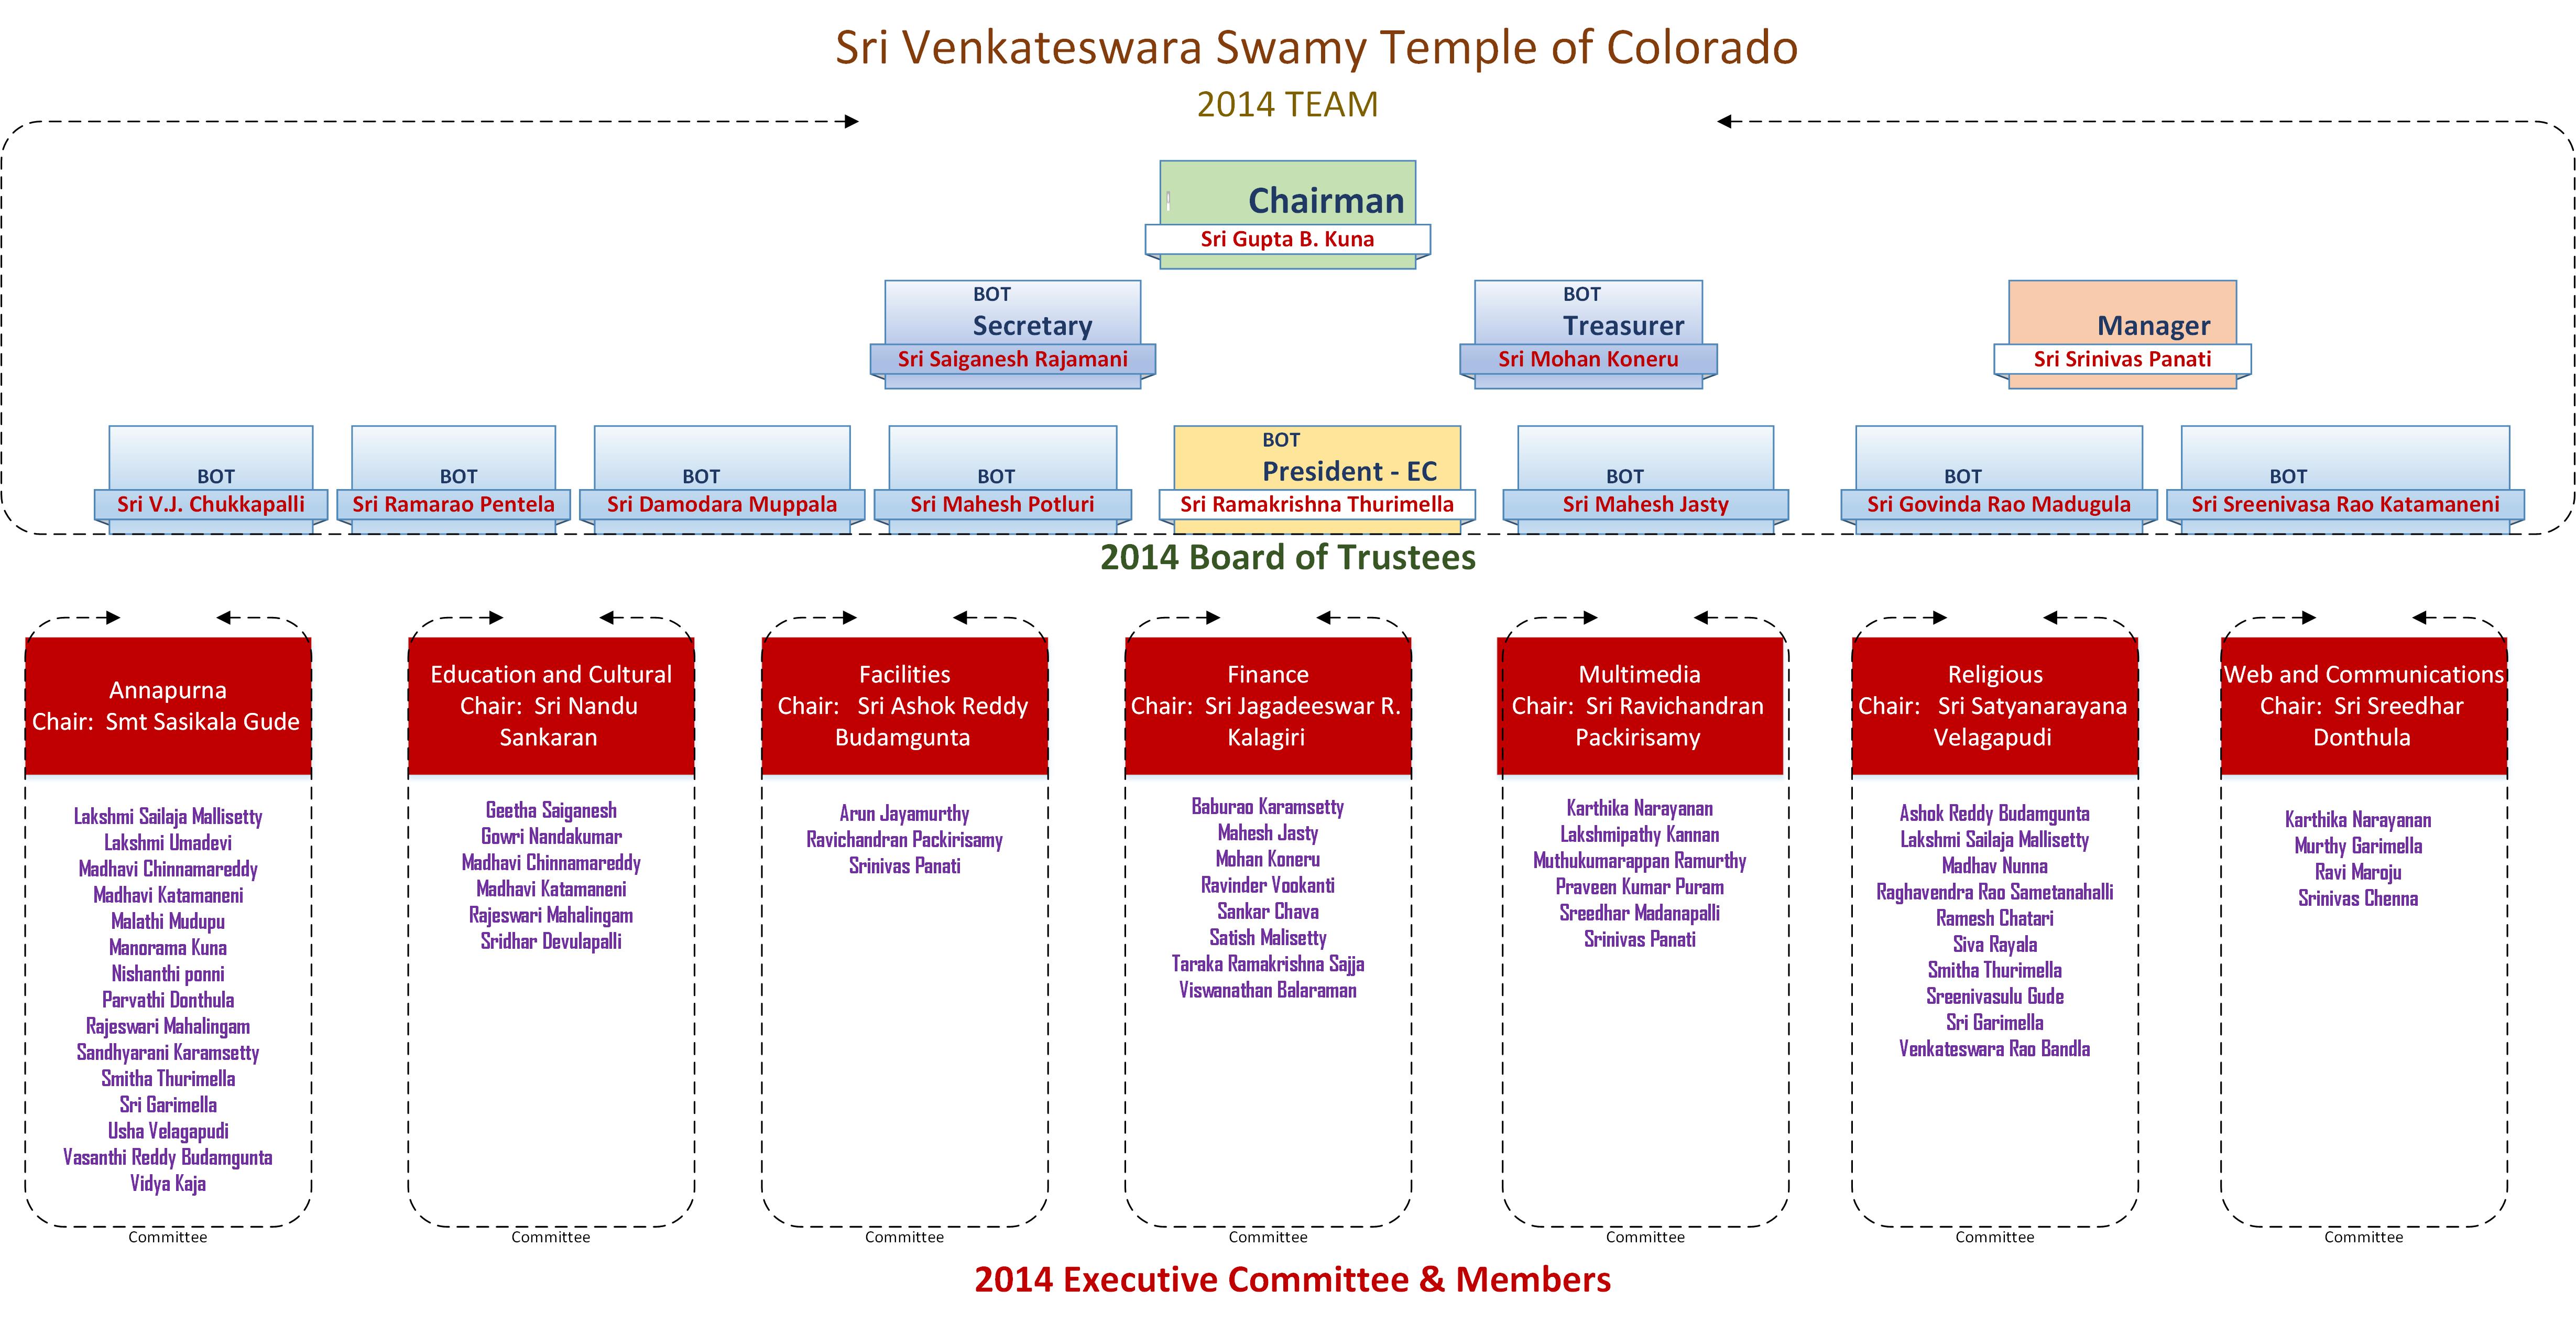 Sri Venkateswara Swamy Temple of Colorado
2014 TEAM
Chairman
Sri Gupta B. Kuna
BOT
Secretary
Sri Saiganesh Rajamani
BOT
Treasurer
Sri Mohan Koneru
Manager
Sri Srinivas Panati
BOT
Sri V.J. Chukkapalli
BOT
Sri Ramarao Pentela
BOT
Sri Damodara Muppala
BOT
Sri Mahesh Potluri
BOT
President - EC
Sri Ramakrishna Thurimella
BOT
Sri Mahesh Jasty
BOT
Sri Govinda Rao Madugula
BOT
Sri Sreenivasa Rao Katamaneni
2014 Board of Trustees
Annapurna
Chair: Smt Sasikala Gude
Lakshmi Sailaja Mallisetty
Lakshmi Umadevi
Madhavi Chinnamareddy
Madhavi Katamaneni
Malathi Mudupu
Manorama Kuna
Nishanthi ponni
Parvathi Donthula
Rajeswari Mahalingam
Sandhyarani Karamsetty
Smitha Thurimella
Sri Garimella
Usha Velagapudi
Vasanthi Reddy Budamgunta
Vidya Kaja
Committee
Education and Cultural
Chair: Sri Nandu
Sankaran
Geetha Saiganesh
Gowri Nandakumar
Madhavi Chinnamareddy
Madhavi Katamaneni
Rajeswari Mahalingam
Sridhar Devulapalli
Committee
Facilities
Chair: Sri Ashok Reddy
Budamgunta
Arun Jayamurthy
Ravichandran Packirisamy
Srinivas Panati
Committee
Finance
Chair: Sri Jagadeeswar R.
Kalagiri
Baburao Karamsetty
Mahesh Jasty
Mohan Koneru
Ravinder Vookanti
Sankar Chava
Satish Malisetty
Taraka Ramakrishna Sajja
Viswanathan Balaraman
Committee
Multimedia
Chair: Sri Ravichandran
Packirisamy
Karthika Narayanan
Lakshmipathy Kannan
Muthukumarappan Ramurthy
Praveen Kumar Puram
Sreedhar Madanapalli
Srinivas Panati
Committee
Religious
Chair: Sri Satyanarayana
Velagapudi
Ashok Reddy Budamgunta
Lakshmi Sailaja Mallisetty
Madhav Nunna
Raghavendra Rao Sametanahalli
Ramesh Chatari
Siva Rayala
Smitha Thurimella
Sreenivasulu Gude
Sri Garimella
Venkateswara Rao Bandla
Committee
Web and Communications
Chair: Sri Sreedhar
Donthula
Karthika Narayanan
Murthy Garimella
Ravi Maroju
Srinivas Chenna
Committee
2014 Executive Committee & Members